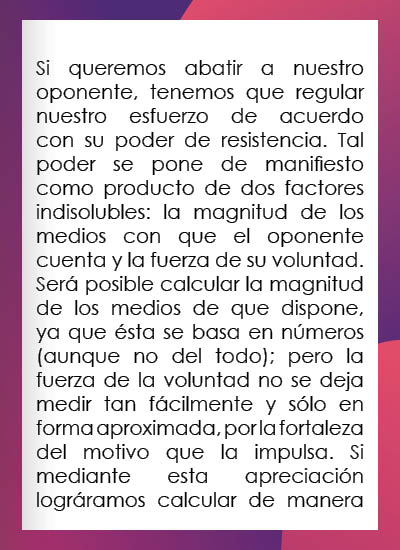 Si queremos abatir a nuestro
oponente, tenemos que regular
nuestro esfuerzo de acuerdo
con su poder de resistencia. Tal
poder se pone de manifiesto
como producto de dos factores
indisolubles: la magnitud de los
medios con que el oponente
cuenta y la fuerza de su voluntad.
Será posible calcular la magnitud
de los medios de que dispone,
ya que ésta se basa en números
(aunque no del todo); pero la
fuerza de la voluntad no se deja
medir tan fácilmente y sólo en
forma aproximada, por la fortaleza
del motivo que la impulsa. Si
mediante esta apreciación
lográramos calcular de manera